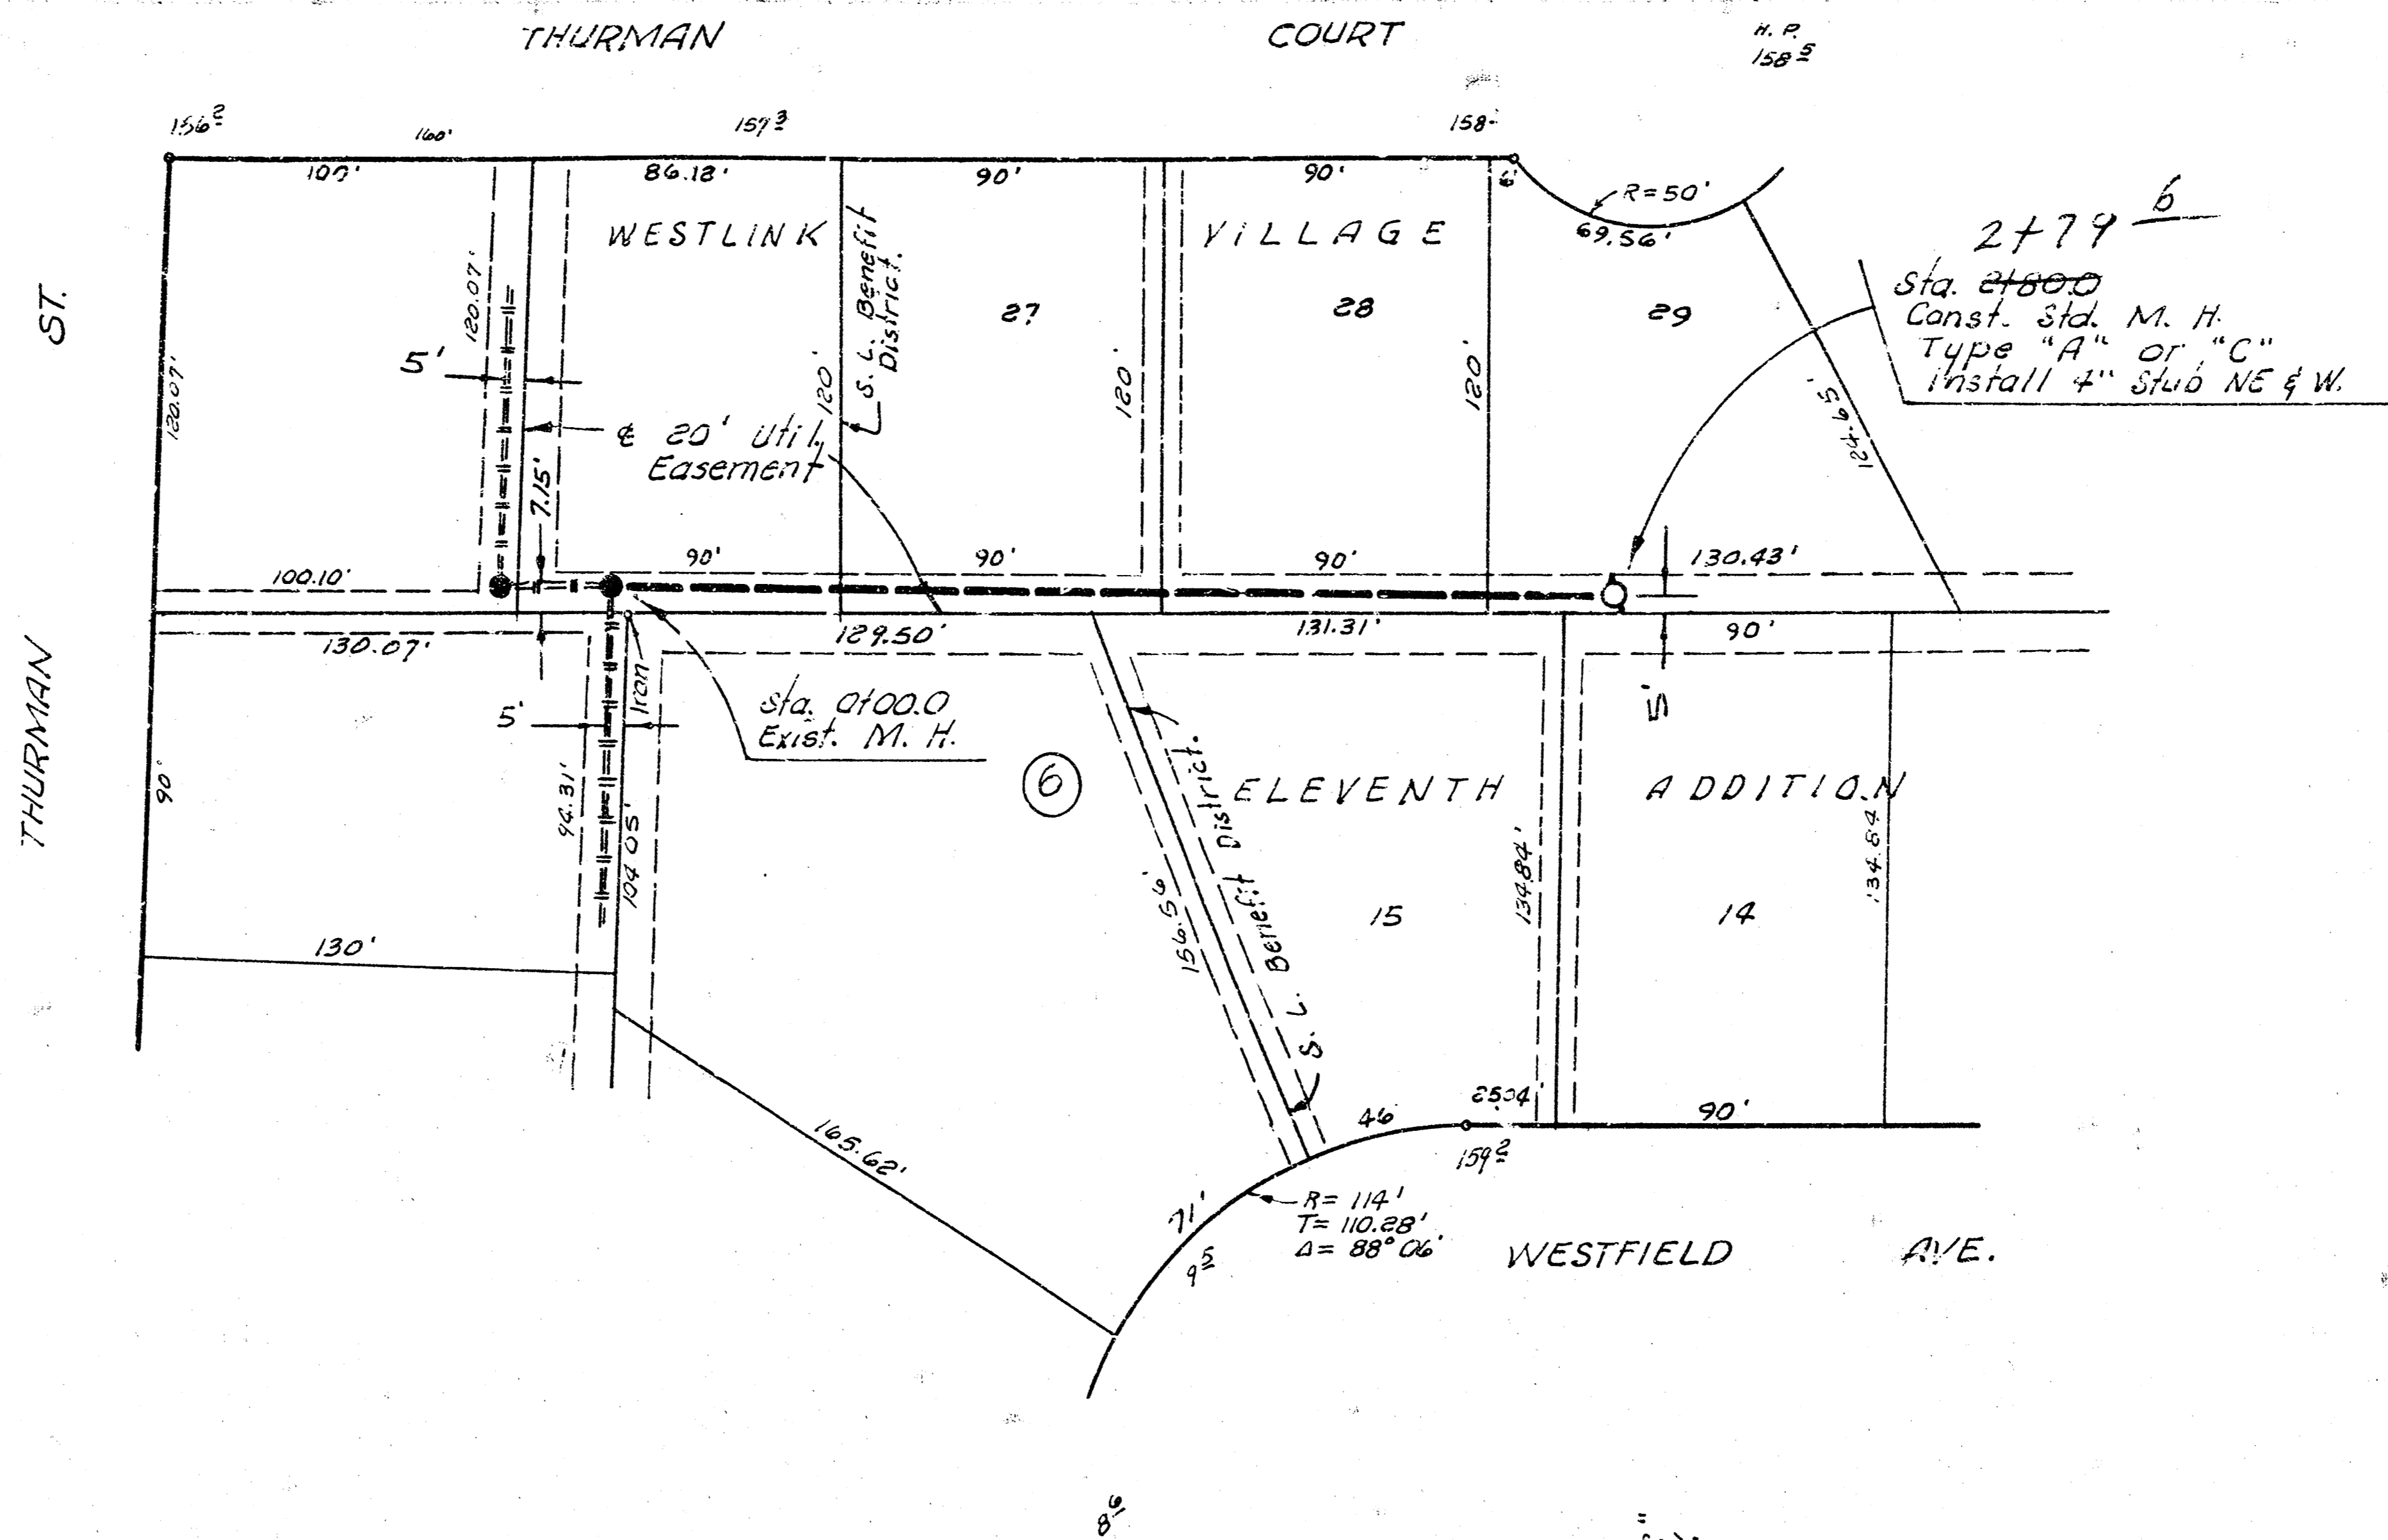 THURMAN COURT
H. P.
158 5
156 2
160'
157 3
158-
100'
86.12'
90'
90'
6'
R=50'
69.56'
WESTLINK VILLAGE
2+79 6
Sta. 2+80.0
Const. Std. M. H.
Type "A" or "C"
Install 4" Stub NE & W.
ST.
THURMAN
120.07'
120.07'
5'
7.15'
℄ 20' Util.
Easement
S. L. Benefit
District.
120'
27
120'
28
120'
29
124.65'
100.10'
90'
90'
90'
130.43'
130.07'
129.50'
131.31'
90'
5'
5'
Iron
Sta. 0+00.0
Exist. M. H.
90'
94.31'
104.05'
6
ELEVENTH ADDITION
S. L. Benefit District.
156.56'
15
134.84'
14
134.84'
130'
165.62'
46'
25.04'
90'
159 2
71'
9 5
R= 114'
T= 110.28'
Δ= 88° 06'
WESTFIELD AVE.
8 6